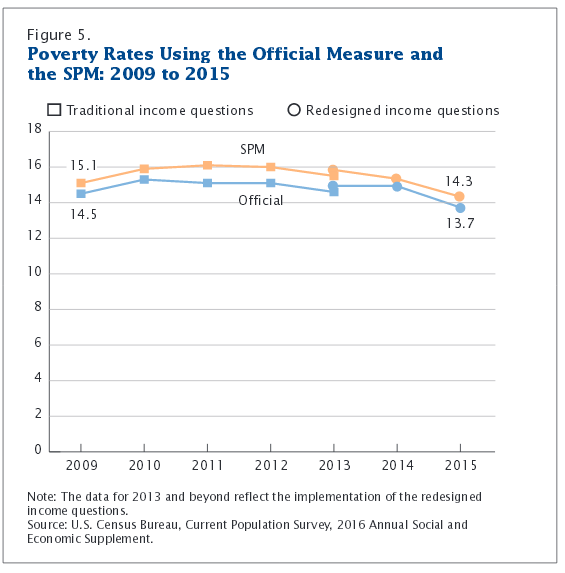 Figure 5.
Poverty Rates Using the Official Measure and
the SPM: 2009 to 2015
Traditional income questions Redesigned income questions
18
16
14
12
10
8
6
4
2
0
15.1
SPM
14.3
14.5
Official
13.7
2009 2010 2011 2012 2013 2014 2015
Note: The data for 2013 and beyond reflect the implementation of the redesigned
income questions.
Source: U.S. Census Bureau, Current Population Survey, 2016 Annual Social and
Economic Supplement.